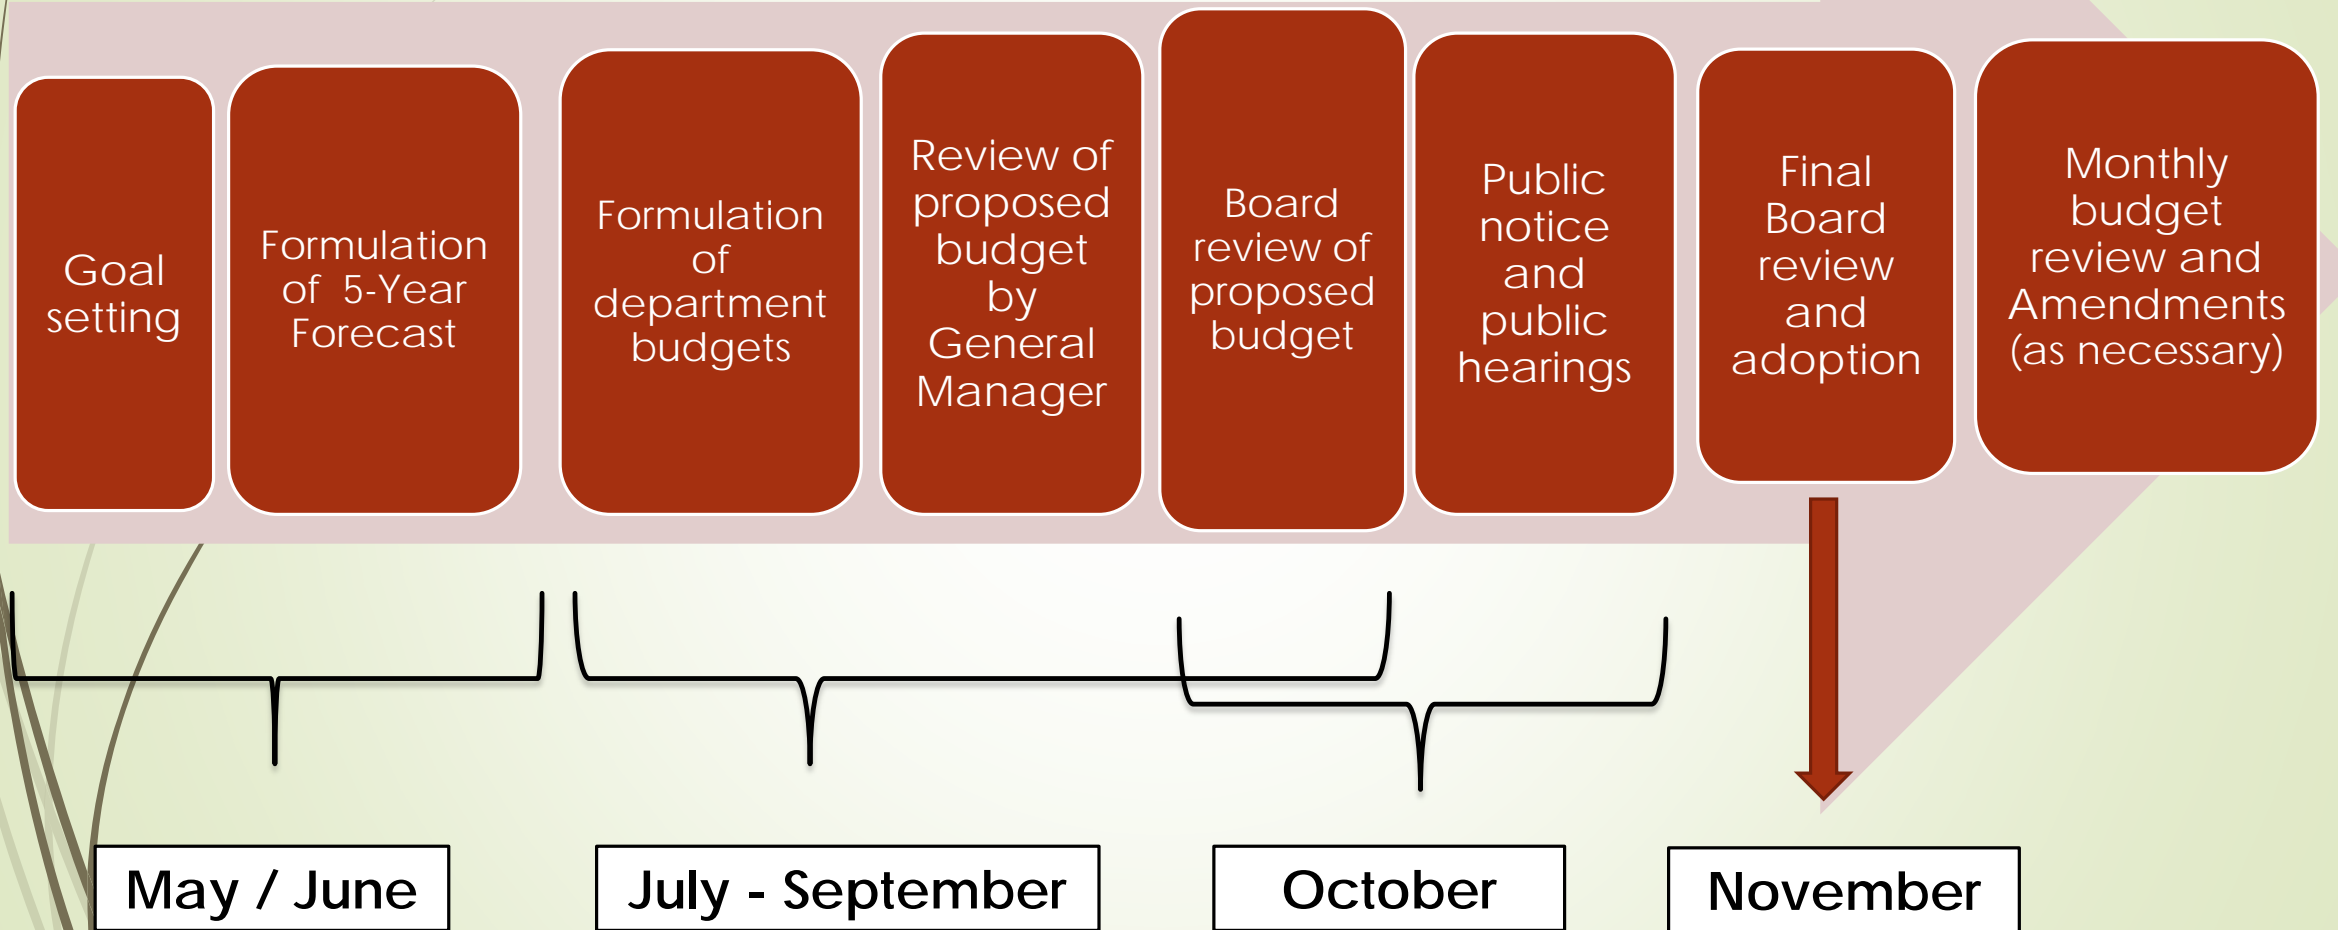 Goal
setting
Formulation
of 5-Year
Forecast
Formulation
of
department
budgets
Review of
proposed
budget
by
General
Manager
Board
review of
proposed
budget
Public
notice
and
public
hearings
Final
Board
review
and
adoption
Monthly
budget
review and
Amendments
(as necessary)
May / June
July - September
October
November